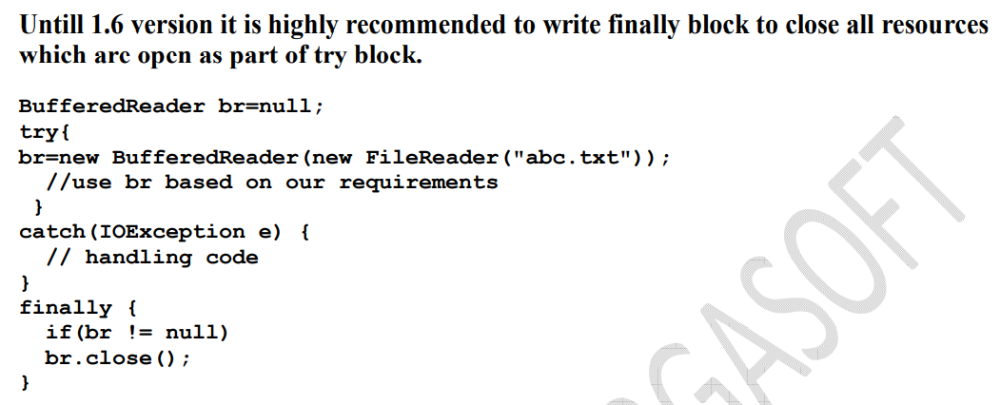 Untill 1.6 version it is highly recommended to write finally block to close all resources
which are open as part of try block.
BufferedReader br=null;
try{
br=new BufferedReader(new FileReader("abc.txt"));
//use br based on our requirements
}
catch(IOException e) {
// handling code
}
finally {
if(br != null)
br.close();
}
GASOFT